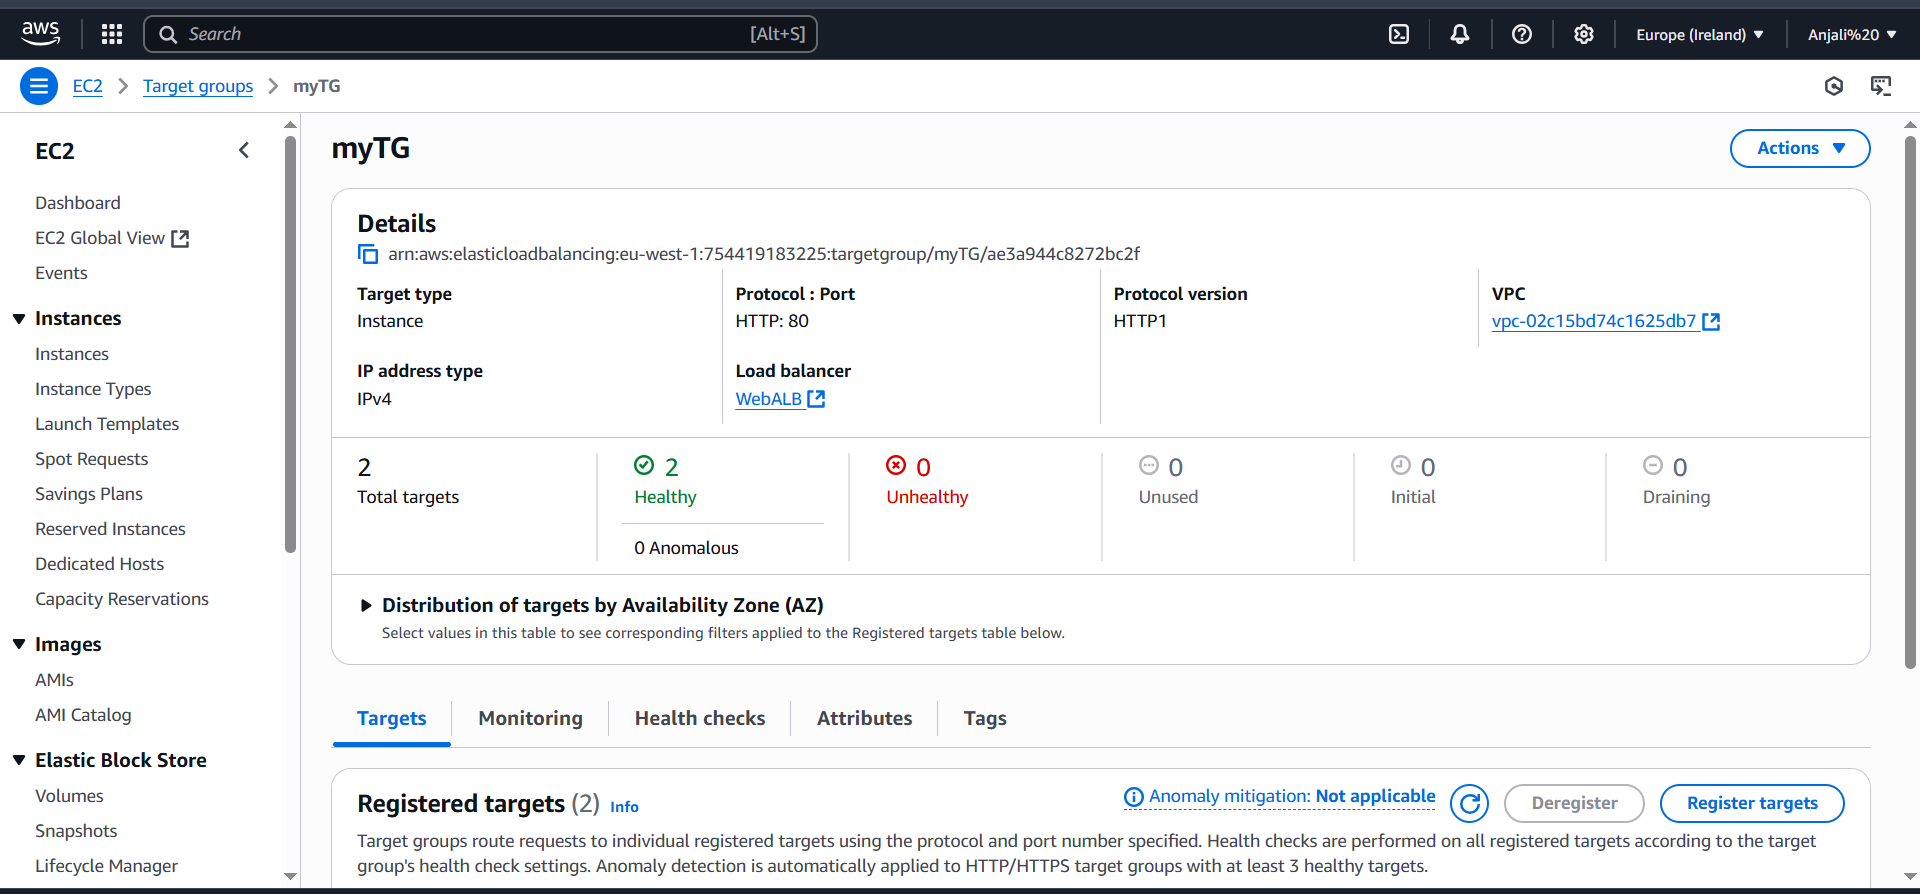 aws
Search
[Alt+S]
Europe (Ireland)
Anjali%20
EC2
Target groups
myTG
EC2
Dashboard
EC2 Global View
Events
Instances
Instances
Instance Types
Launch Templates
Spot Requests
Savings Plans
Reserved Instances
Dedicated Hosts
Capacity Reservations
Images
AMIs
AMI Catalog
Elastic Block Store
Volumes
Snapshots
Lifecycle Manager
myTG
Actions
Details
arn:aws:elasticloadbalancing:eu-west-1:754419183225:targetgroup/myTG/ae3a944c8272bc2f
Target type
Instance
Protocol : Port
HTTP: 80
Protocol version
HTTP1
VPC
vpc-02c15bd74c1625db7
IP address type
IPv4
Load balancer
WebALB
2
Total targets
2
Healthy
0 Anomalous
0
Unhealthy
0
Unused
0
Initial
0
Draining
Distribution of targets by Availability Zone (AZ)
Select values in this table to see corresponding filters applied to the Registered targets table below.
Targets
Monitoring
Health checks
Attributes
Tags
Registered targets (2) Info
Anomaly mitigation: Not applicable
Deregister
Register targets
Target groups route requests to individual registered targets using the protocol and port number specified. Health checks are performed on all registered targets according to the target
group's health check settings. Anomaly detection is automatically applied to HTTP/HTTPS target groups with at least 3 healthy targets.